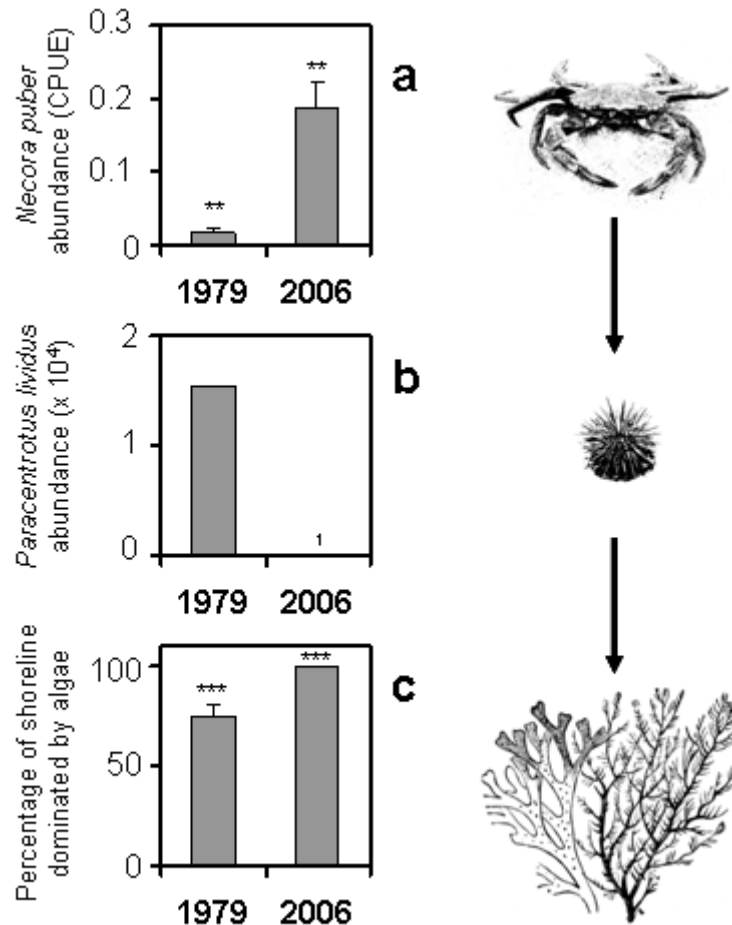 Necora puber
abundance (CPUE)
0.3
0.2
0.1
0
**
**
1979 2006
a
Paracentrotus lividus
abundance (x 10⁴)
2
1
0
1
1979 2006
b
Percentage of shoreline
dominated by algae
100
50
0
***
***
1979 2006
c